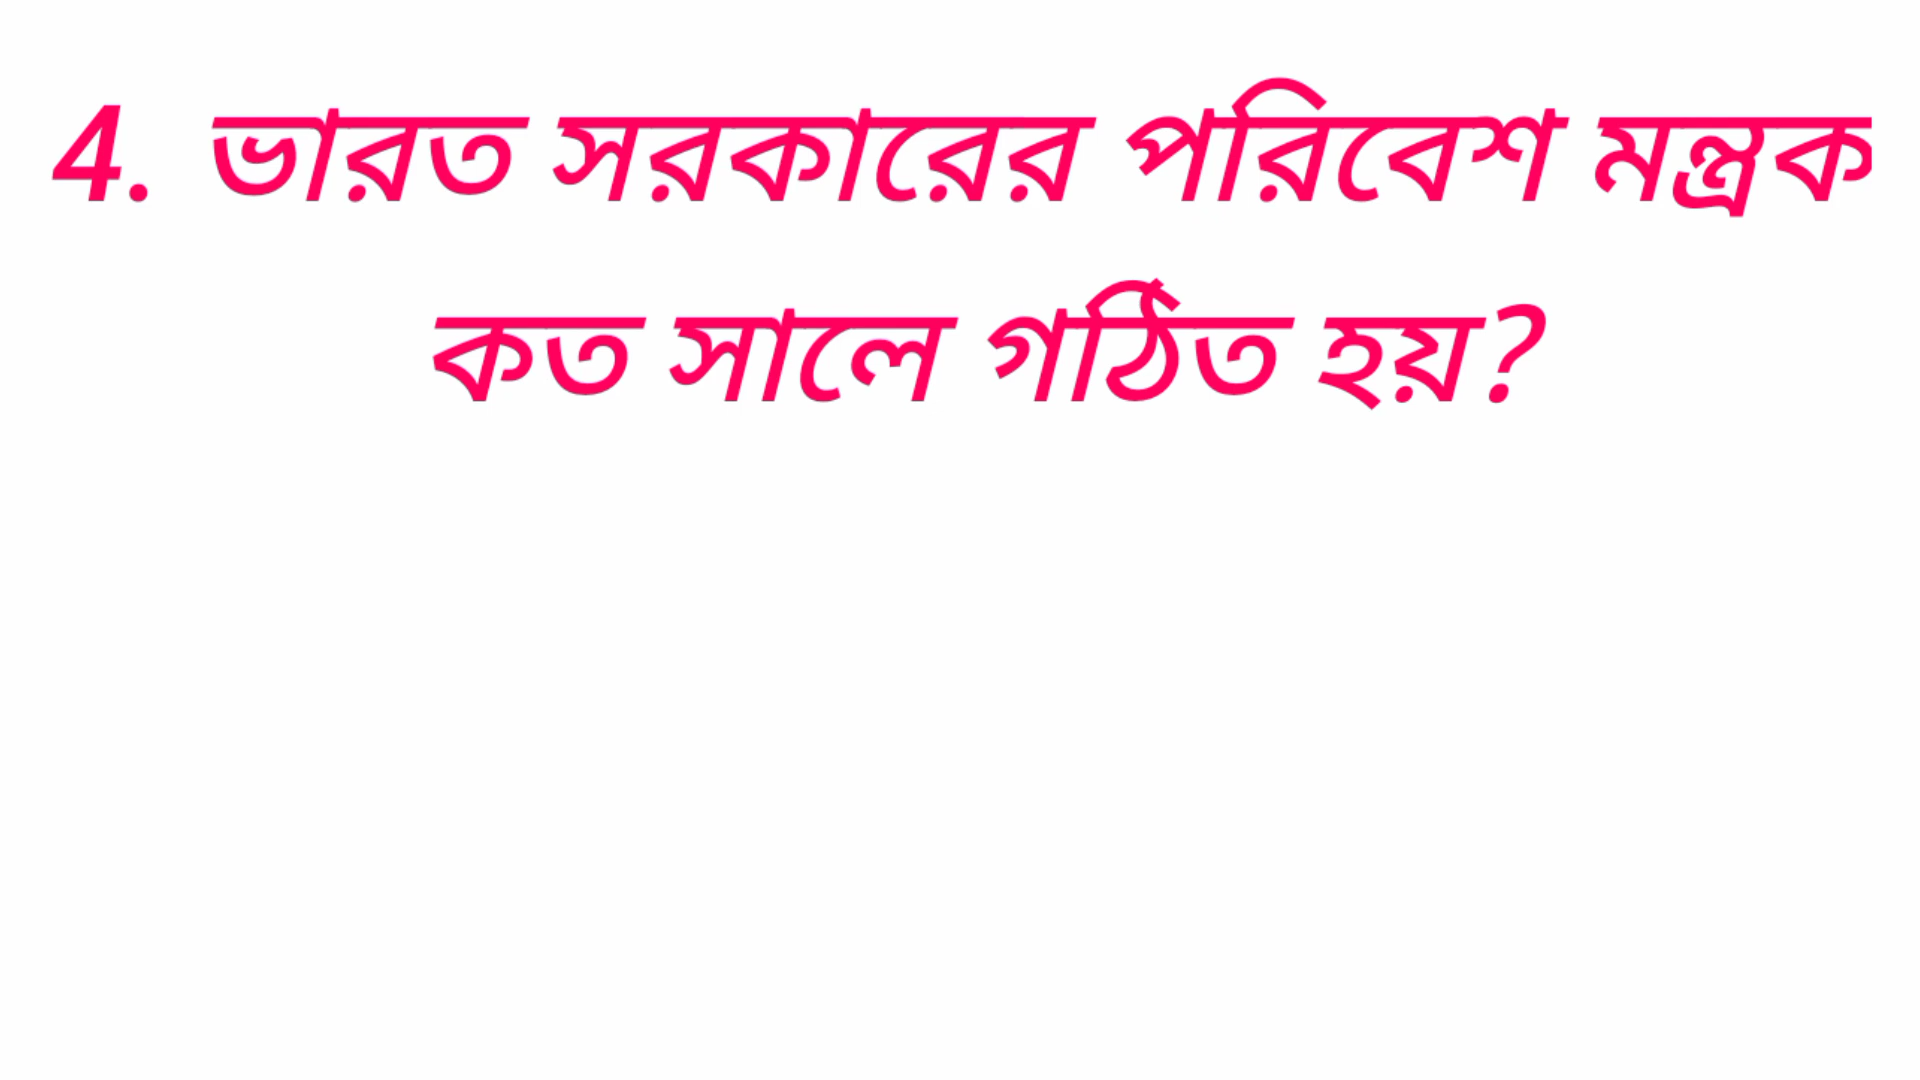 4. ভারত সরকারের পরিবেশ মন্ত্রক
কত সালে গঠিত হয়?